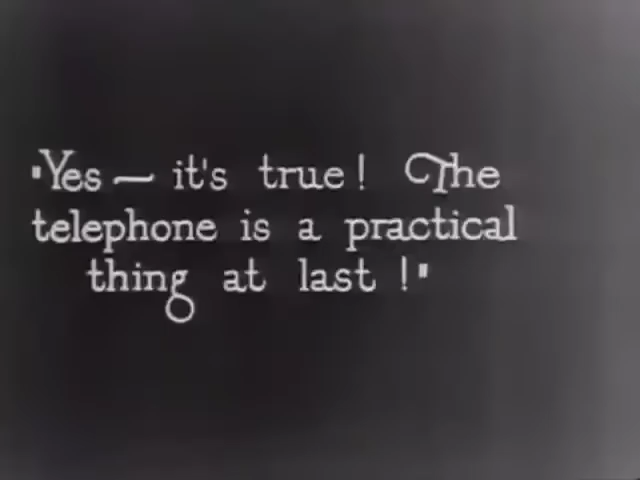 "Yes — it's true! The
telephone is a practical
thing at last!"